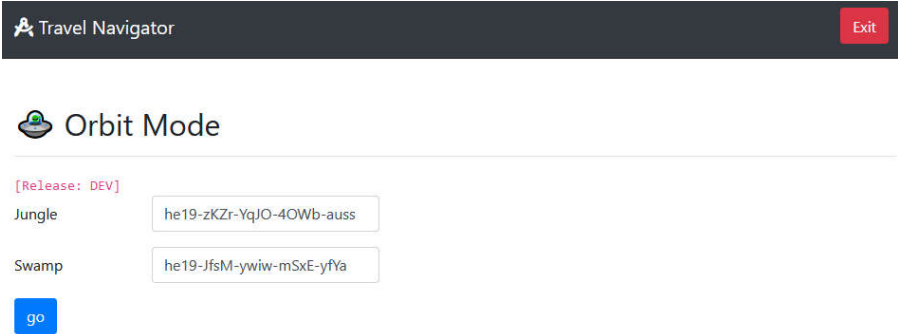 Travel Navigator
Exit
Orbit Mode
[Release: DEV]
Jungle he19-zKZr-YqJO-4OWb-auss
Swamp he19-JfsM-ywiw-mSxE-yfYa
go